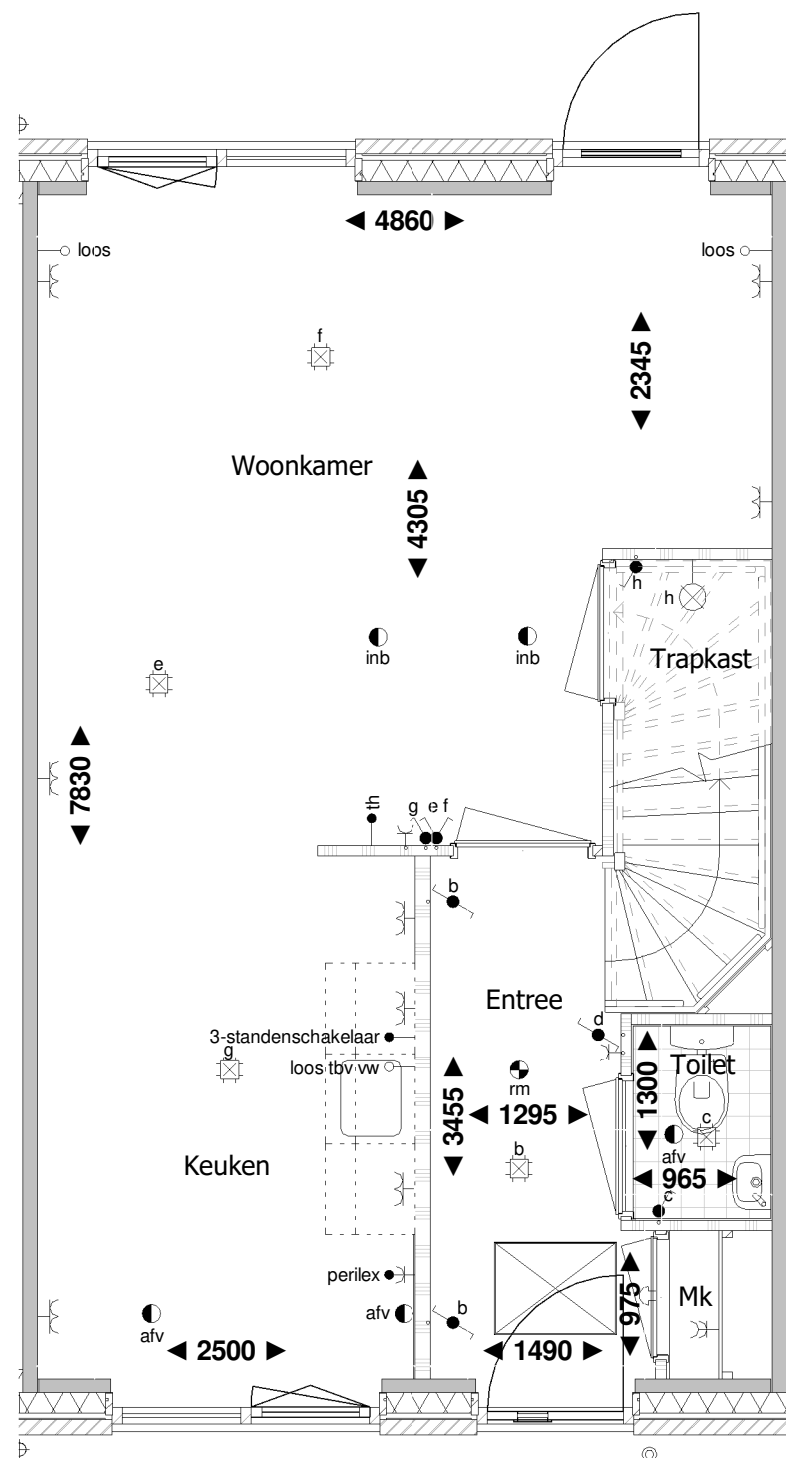 4860
loos
loos
f
2345
Woonkamer
4305
h
h
e
inb
inb
Trapkast
7830
th
g
e f
b
Entree
d
3-standenschakelaar
g
loos tbv vw
rm
Toilet
1300
3455
1295
c
b
afv
965
Keuken
c
perilex
afv
b
975
Mk
afv
2500
1490